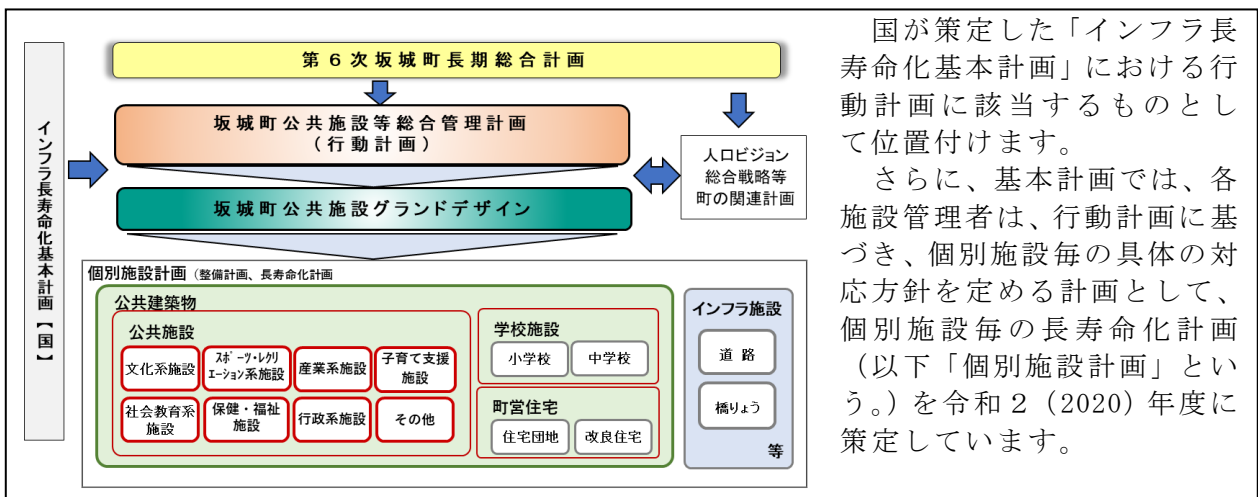 第６次坂城町長期総合計画
インフラ長寿命化基本計画【国】
坂城町公共施設等総合管理計画
（行動計画）
人口ビジョン
総合戦略等
町の関連計画
坂城町公共施設グランドデザイン
個別施設計画（整備計画、長寿命化計画
公共建築物
公共施設
文化系施設
ｽﾎﾟｰﾂ・ﾚｸﾘ
ｴｰｼｮﾝ系施設
産業系施設
子育て支援
施設
社会教育系
施設
保健・福祉
施設
行政系施設
その他
学校施設
小学校
中学校
町営住宅
住宅団地
改良住宅
インフラ施設
道 路
橋りょう
等
国が策定した「インフラ長
寿命化基本計画」における行
動計画に該当するものとし
て位置付けます。
さらに、基本計画では、各
施設管理者は、行動計画に基
づき、個別施設毎の具体の対
応方針を定める計画として、
個別施設毎の長寿命化計画
（以下「個別施設計画」とい
う。）を令和２（2020）年度に
策定しています。